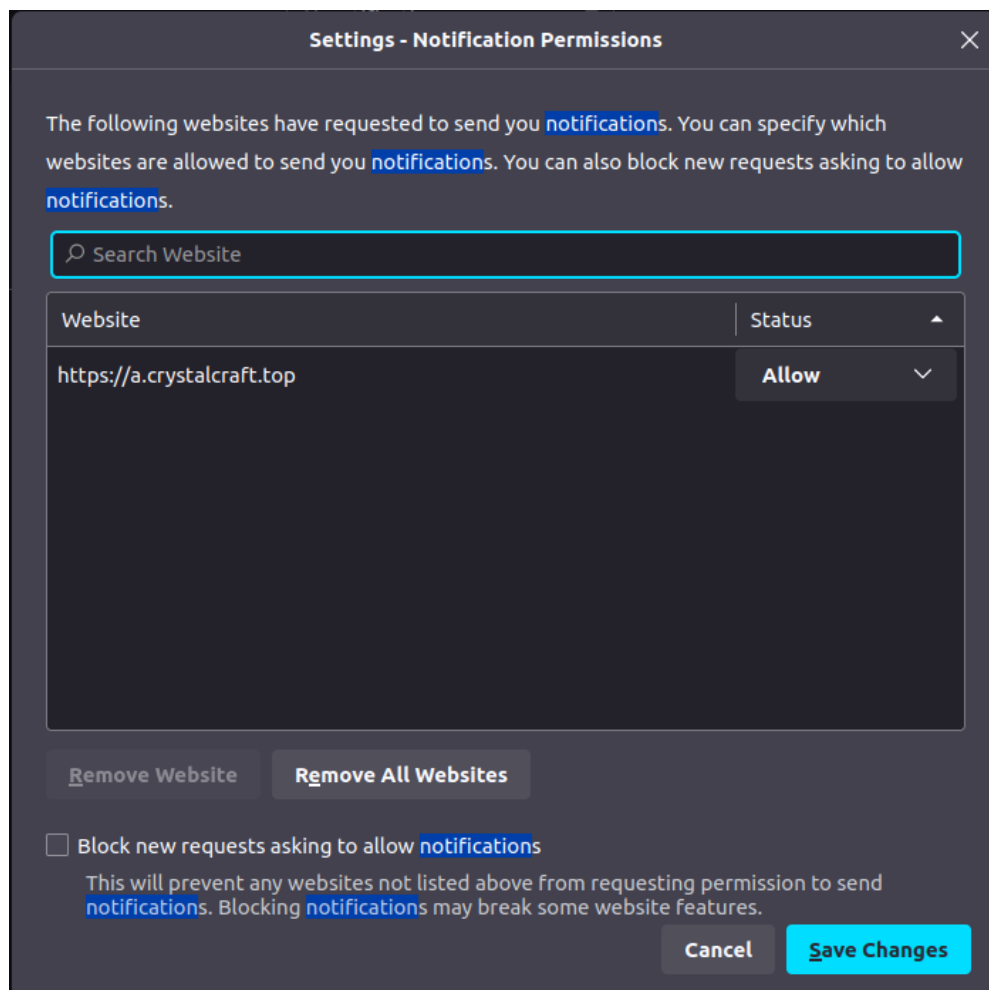 Settings - Notification Permissions
The following websites have requested to send you notifications. You can specify which
websites are allowed to send you notifications. You can also block new requests asking to allow
notifications.
Search Website
Website Status
https://a.crystalcraft.top Allow
Remove Website Remove All Websites
Block new requests asking to allow notifications
This will prevent any websites not listed above from requesting permission to send
notifications. Blocking notifications may break some website features.
Cancel Save Changes